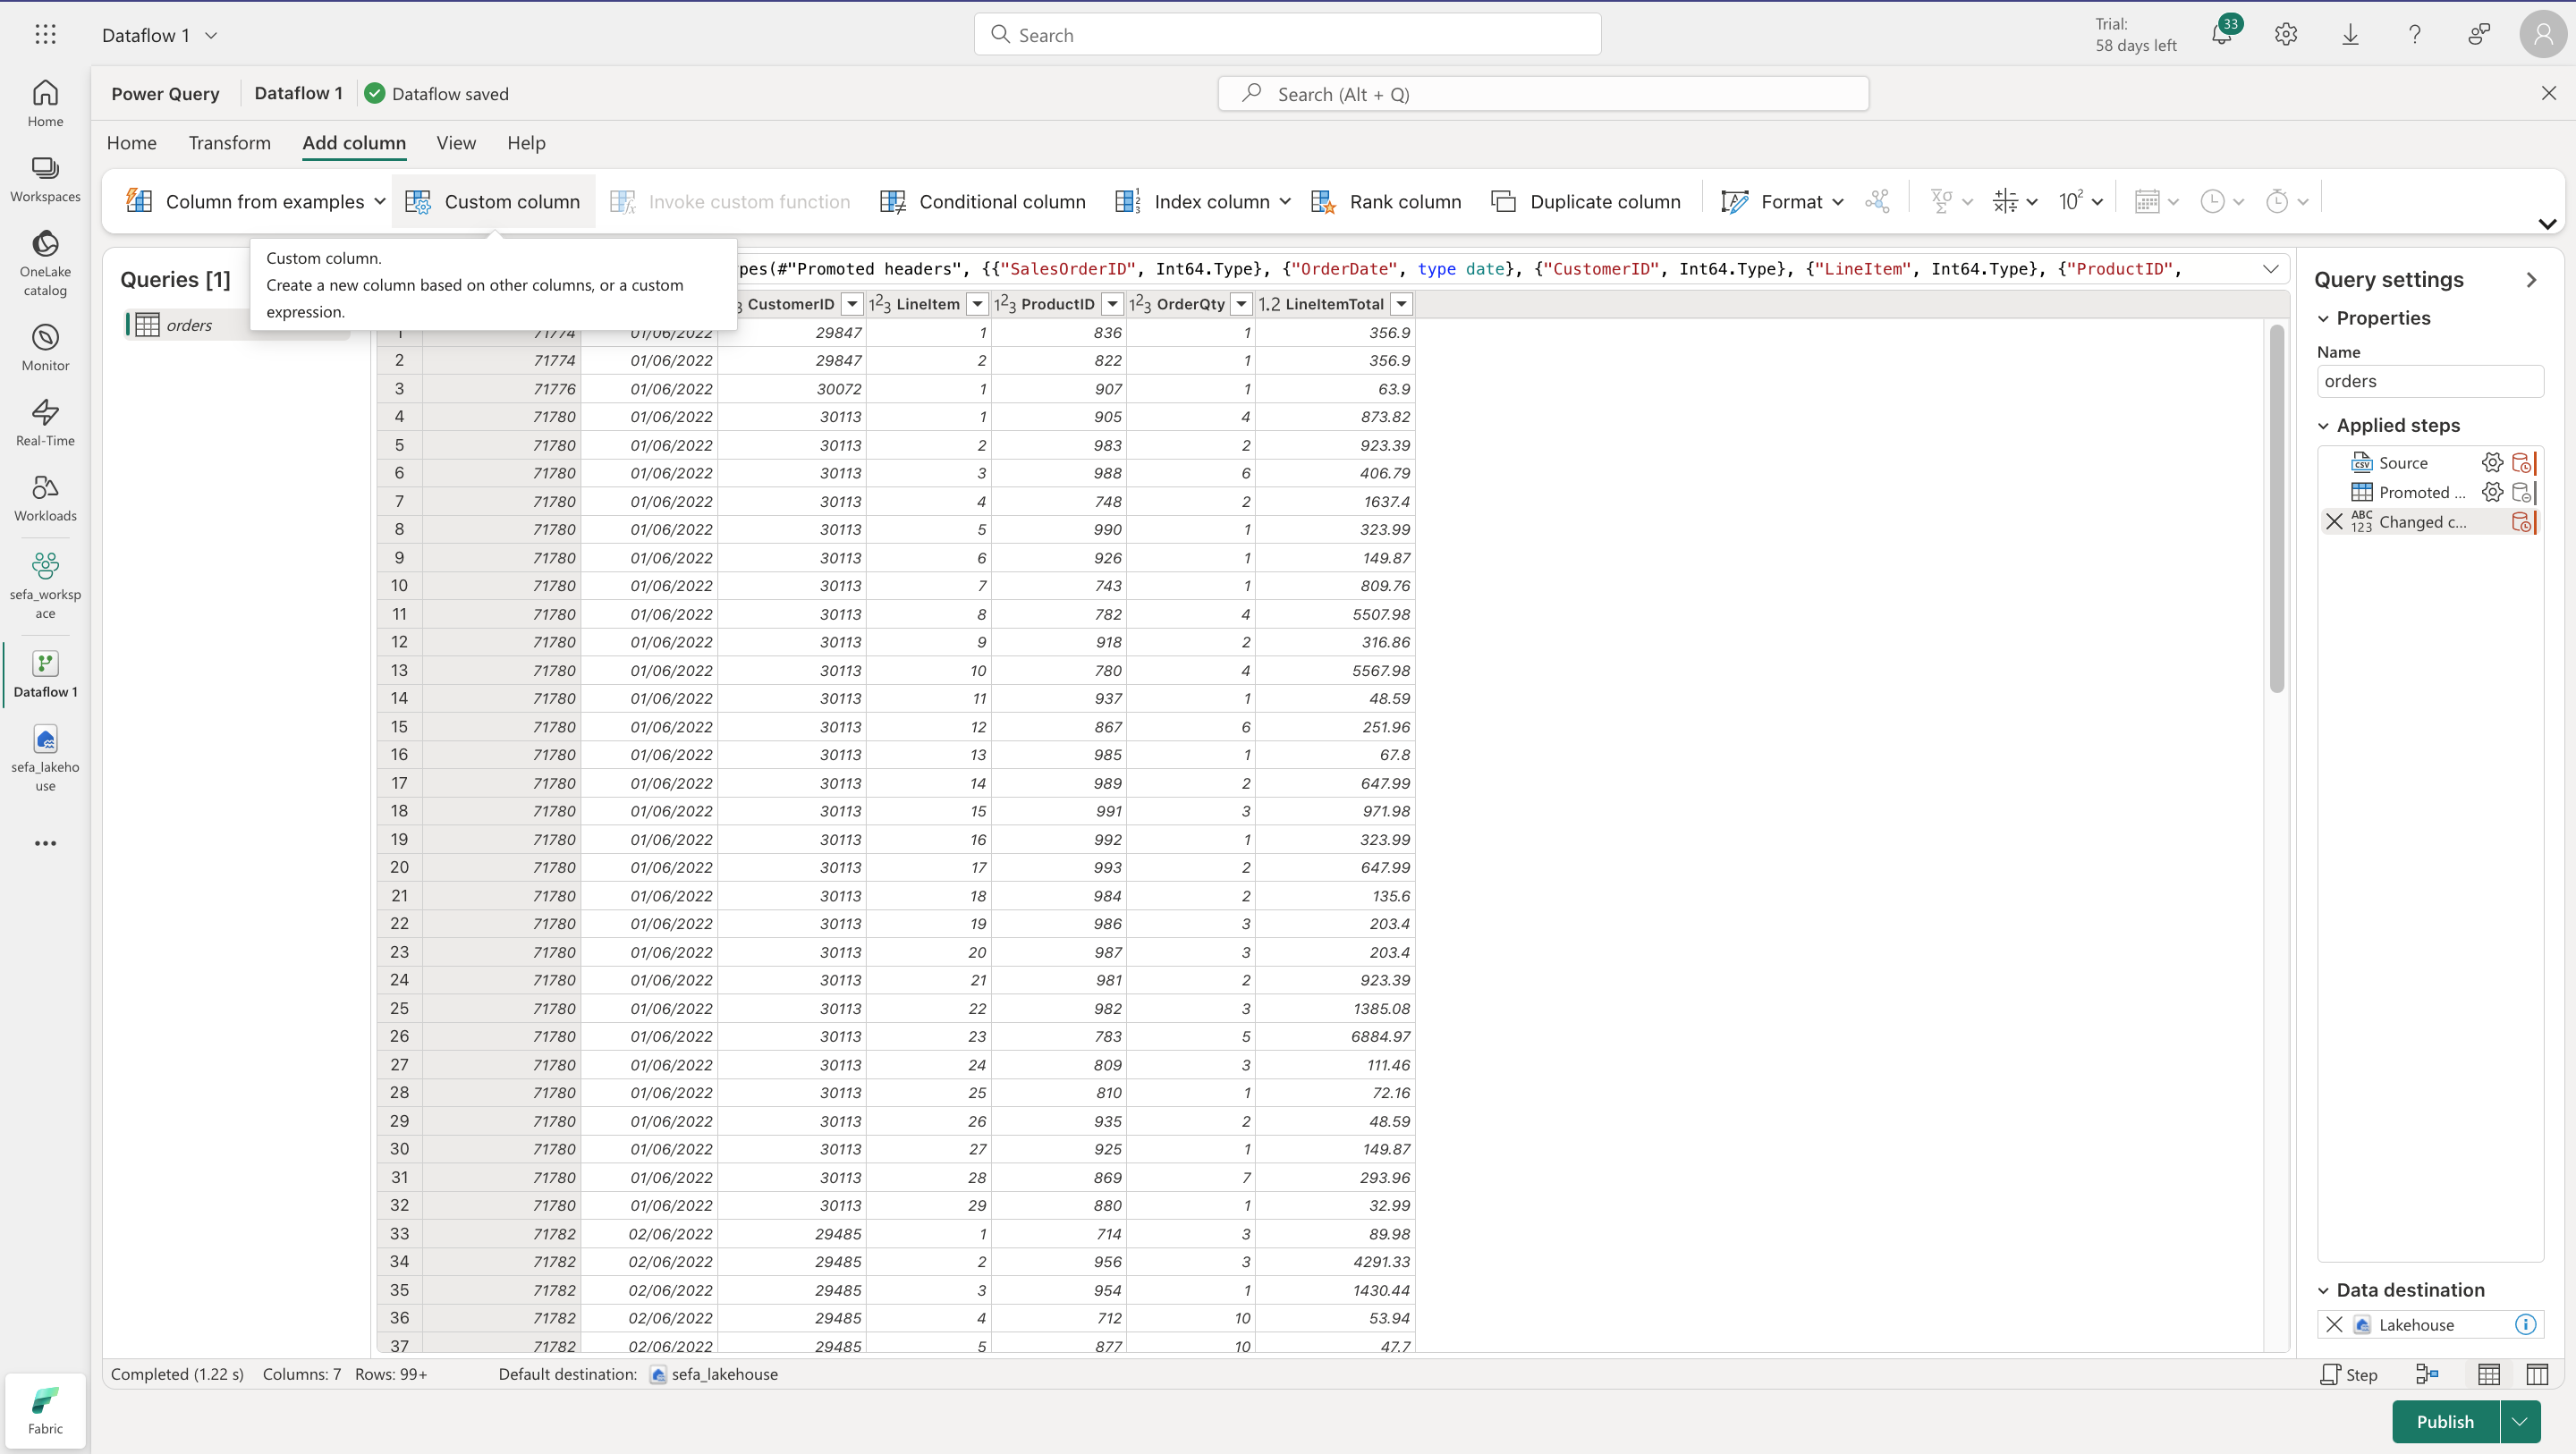 Dataflow 1
Search
Trial:
58 days left
33
Power Query
Dataflow 1
Dataflow saved
Search (Alt + Q)
Home
Transform
Add column
View
Help
Column from examples
Custom column
Invoke custom function
Conditional column
Index column
Rank column
Duplicate column
Format
Home
Workspaces
OneLake
catalog
Monitor
Real-Time
Workloads
sefa_worksp
ace
Dataflow 1
sefa_lakeho
use
Fabric
Queries [1]
orders
Custom column.
Create a new column based on other columns, or a custom
expression.
ypes(#"Promoted headers", {{"SalesOrderID", Int64.Type}, {"OrderDate", type date}, {"CustomerID", Int64.Type}, {"LineItem", Int64.Type}, {"ProductID",
CustomerID 123 LineItem 123 ProductID 123 OrderQty 1.2 LineItemTotal
1 71774 01/06/2022 29847 1 836 1 356.9
2 71774 01/06/2022 29847 2 822 1 356.9
3 71776 01/06/2022 30072 1 907 1 63.9
4 71780 01/06/2022 30113 1 905 4 873.82
5 71780 01/06/2022 30113 2 983 2 923.39
6 71780 01/06/2022 30113 3 988 6 406.79
7 71780 01/06/2022 30113 4 748 2 1637.4
8 71780 01/06/2022 30113 5 990 1 323.99
9 71780 01/06/2022 30113 6 926 1 149.87
10 71780 01/06/2022 30113 7 743 1 809.76
11 71780 01/06/2022 30113 8 782 4 5507.98
12 71780 01/06/2022 30113 9 918 2 316.86
13 71780 01/06/2022 30113 10 780 4 5567.98
14 71780 01/06/2022 30113 11 937 1 48.59
15 71780 01/06/2022 30113 12 867 6 251.96
16 71780 01/06/2022 30113 13 985 1 67.8
17 71780 01/06/2022 30113 14 989 2 647.99
18 71780 01/06/2022 30113 15 991 3 971.98
19 71780 01/06/2022 30113 16 992 1 323.99
20 71780 01/06/2022 30113 17 993 2 647.99
21 71780 01/06/2022 30113 18 984 2 135.6
22 71780 01/06/2022 30113 19 986 3 203.4
23 71780 01/06/2022 30113 20 987 3 203.4
24 71780 01/06/2022 30113 21 981 2 923.39
25 71780 01/06/2022 30113 22 982 3 1385.08
26 71780 01/06/2022 30113 23 783 5 6884.97
27 71780 01/06/2022 30113 24 809 3 111.46
28 71780 01/06/2022 30113 25 810 1 72.16
29 71780 01/06/2022 30113 26 935 2 48.59
30 71780 01/06/2022 30113 27 925 1 149.87
31 71780 01/06/2022 30113 28 869 7 293.96
32 71780 01/06/2022 30113 29 880 1 32.99
33 71782 02/06/2022 29485 1 714 3 89.98
34 71782 02/06/2022 29485 2 956 3 4291.33
35 71782 02/06/2022 29485 3 954 1 1430.44
36 71782 02/06/2022 29485 4 712 10 53.94
37 71782 02/06/2022 29485 5 877 10 47.7
Query settings
Properties
Name
orders
Applied steps
Source
Promoted ...
Changed c...
Data destination
Lakehouse
Completed (1.22 s) Columns: 7 Rows: 99+
Default destination: sefa_lakehouse
Step
Publish